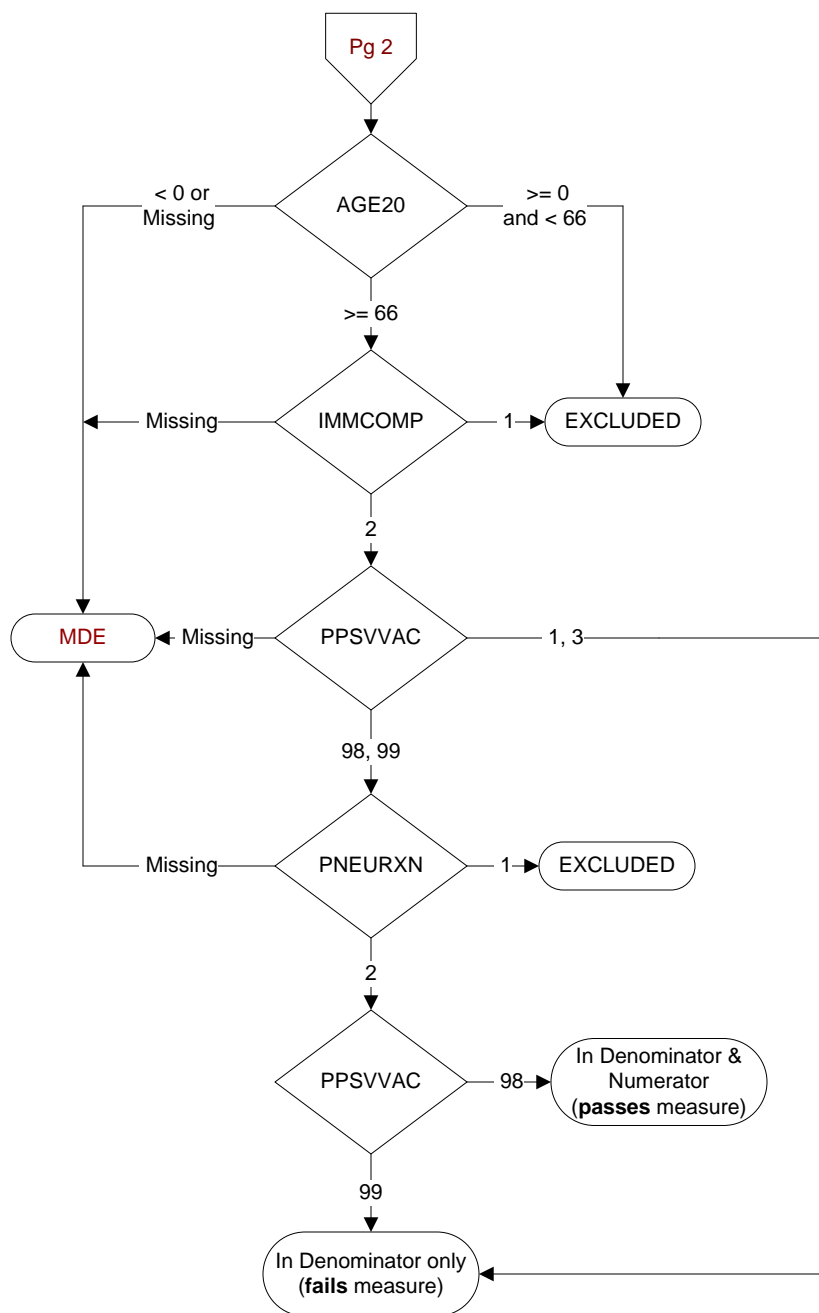 Pg 2
AGE20
< 0 or
Missing
>= 0
and < 66
>= 66
IMMCOMP
Missing
1
EXCLUDED
2
MDE
Missing
PPSVVAC
1, 3
98, 99
Missing
PNEURXN
1
EXCLUDED
2
PPSVVAC
98
In Denominator &
Numerator
(passes measure)
99
In Denominator only
(fails measure)